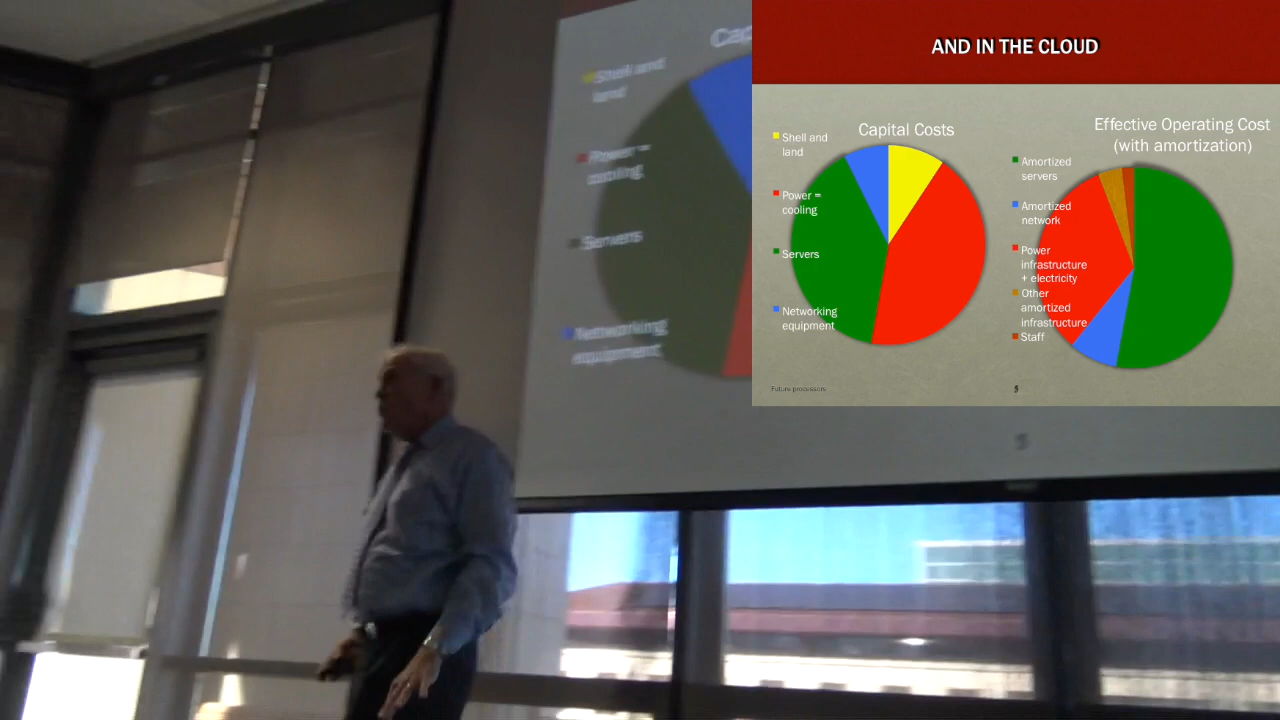 AND IN THE CLOUD
Capital Costs
Shell and
land
Power =
cooling
Servers
Networking
equipment
Effective Operating Cost
(with amortization)
Amortized
servers
Amortized
network
Power
infrastructure
+ electricity
Other
amortized
infrastructure
Staff
Future processors
5
Cap
Shell and
land
Power =
cooling
Servers
Networking
equipment
5